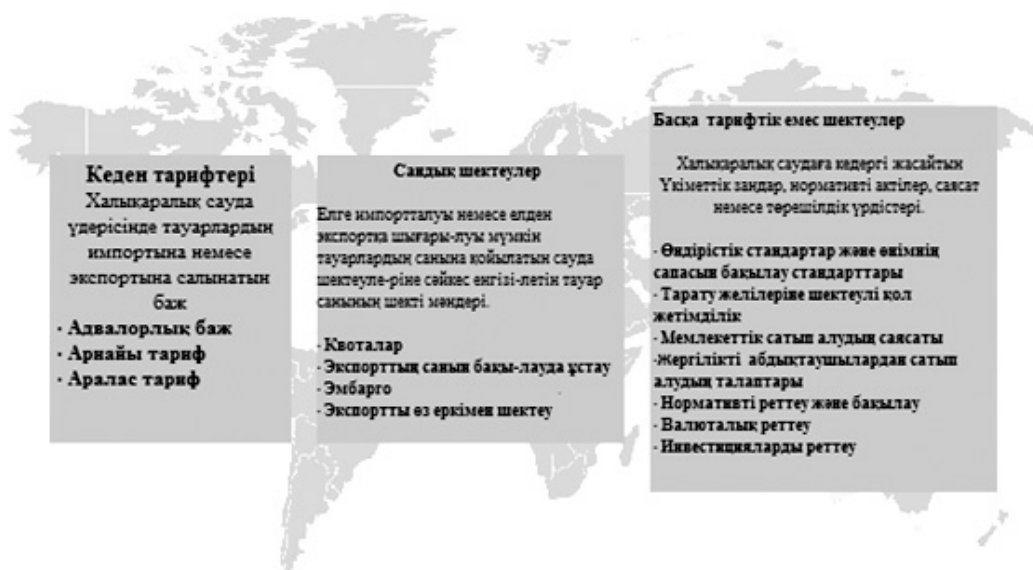 Кеден тарифтері
Халықаралық сауда
үдерісінде тауарлардың
импортына немесе
экспортына салынатын
баж
- Адвалорлық баж
- Арнайы тариф
- Аралас тариф
Сандық шектеулер
Елге импортталуы немесе елден
экспортқа шығары-луы мүмкін
тауарлардың санына қойылатын сауда
шектеуле-ріне сәйкес енгізі-летін тауар
санының шекті мәндері.
- Квоталар
- Экспорттың санын бақы-лауда ұстау
- Эмбарго
- Экспортты өз еркімен шектеу
Басқа тарифтік емес шектеулер
Халықаралық саудаға кедергі жасайтын
Үкіметтік заңдар, нормативті актілер, саясат
немесе төрешілдік үрдістері.
- Өндірістік стандартар және өнімнің
сапасын бақылау стандарттары
- Тарату желілеріне шектеулі қол
жетімділік
- Мемлекеттік сатып алудың саясаты
-Жергілікті абдықтаушылардан сатып
алудың талаптары
- Нормативті реттеу және бақылау
- Валюталық реттеу
- Инвестицияларды реттеу